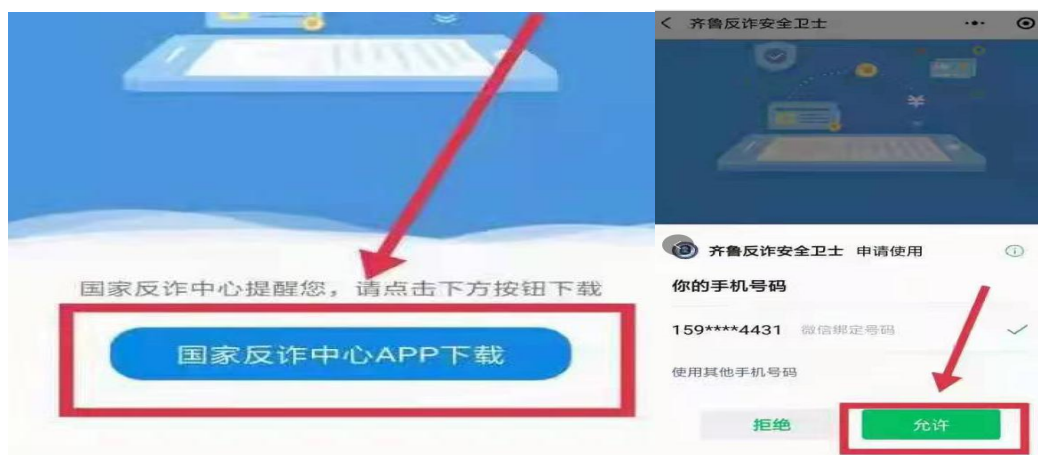 国家反诈中心提醒您，请点击下方按钮下载
国家反诈中心APP下载
齐鲁反诈安全卫士
¥
齐鲁反诈安全卫士 申请使用
你的手机号码
159****4431 微信绑定号码
使用其他手机号码
拒绝
允许